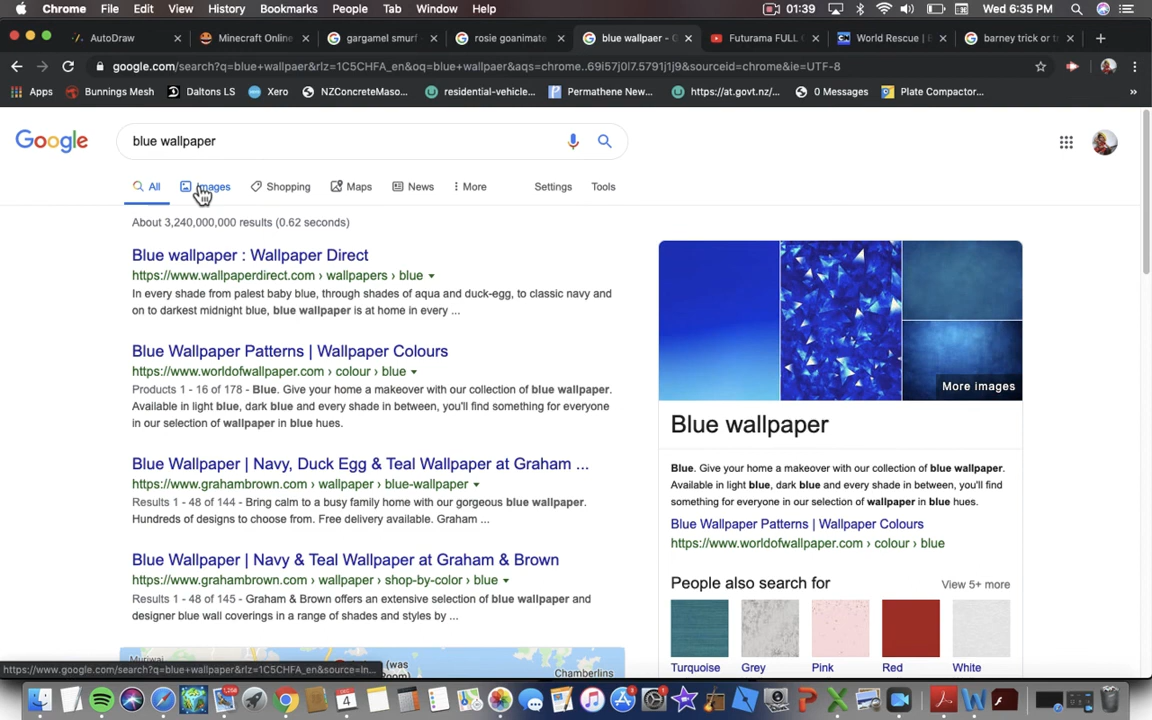 Chrome File Edit View History Bookmarks People Tab Window Help 01:39 Wed 6:35 PM
AutoDraw Minecraft Online gargamel smurf rosie goanimate blue wallpaer - G Futurama FULL World Rescue | B barney trick or t
google.com/search?q=blue+wallpaer&rlz=1C5CHFA_en&oq=blue+wallpaer&aqs=chrome..69i57j0l7.5791j1j9&sourceid=chrome&ie=UTF-8
Apps Bunnings Mesh Daltons LS Xero NZConcreteMaso... residential-vehicle... Permathene New... https://at.govt.nz/... 0 Messages Plate Compactor... »
Google blue wallpaper
All Images Shopping Maps News More Settings Tools
About 3,240,000,000 results (0.62 seconds)
Blue wallpaper : Wallpaper Direct
https://www.wallpaperdirect.com › wallpapers › blue
In every shade from palest baby blue, through shades of aqua and duck-egg, to classic navy and
on to darkest midnight blue, blue wallpaper is at home in every ...
Blue Wallpaper Patterns | Wallpaper Colours
https://www.worldofwallpaper.com › colour › blue
Products 1 - 16 of 178 - Blue. Give your home a makeover with our collection of blue wallpaper.
Available in light blue, dark blue and every shade in between, you'll find something for everyone
in our selection of wallpaper in blue hues.
Blue Wallpaper | Navy, Duck Egg & Teal Wallpaper at Graham ...
https://www.grahambrown.com › wallpaper › blue-wallpaper
Results 1 - 48 of 144 - Bring calm to a busy family home with our gorgeous blue wallpaper.
Hundreds of designs to choose from. Free delivery available. Graham ...
Blue Wallpaper | Navy & Teal Wallpaper at Graham & Brown
https://www.grahambrown.com › wallpaper › shop-by-color › blue
Results 1 - 48 of 145 - Graham & Brown offers an extensive selection of blue wallpaper and
designer blue wall coverings in a range of shades and styles by ...
More images
Blue wallpaper
Blue. Give your home a makeover with our collection of blue wallpaper.
Available in light blue, dark blue and every shade in between, you'll find
something for everyone in our selection of wallpaper in blue hues.
Blue Wallpaper Patterns | Wallpaper Colours
https://www.worldofwallpaper.com › colour › blue
People also search for View 5+ more
Turquoise Grey Pink Red White
(was
Room)
Chamberlins
https://www.google.com/search?q=blue+wallpaper&rlz=1C5CHFA_en&source=ln...